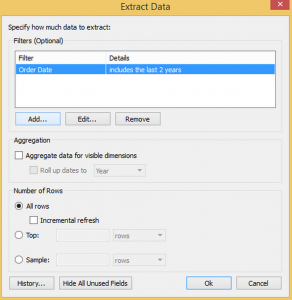 Extract Data
Specify how much data to extract:
Filters (Optional)
Filter Details
Order Date includes the last 2 years
Add... Edit... Remove
Aggregation
Aggregate data for visible dimensions
Roll up dates to Year
Number of Rows
All rows
Incremental refresh
Top: rows
Sample: rows
History... Hide All Unused Fields Ok Cancel